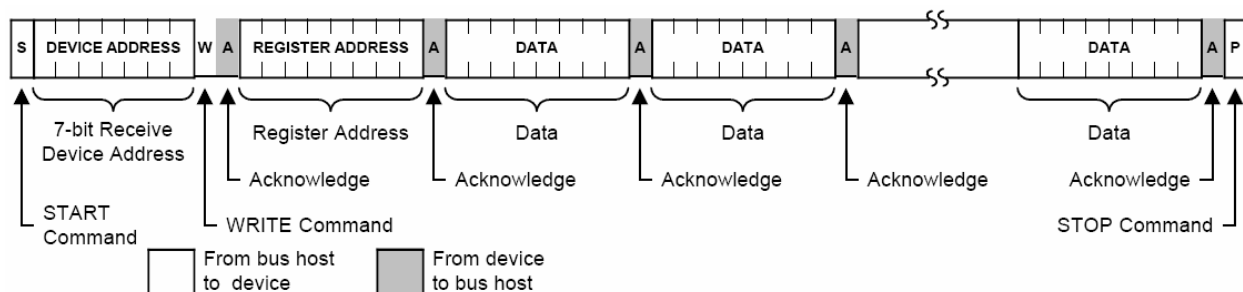 S DEVICE ADDRESS W A REGISTER ADDRESS A DATA A DATA A DATA A P
7-bit Receive
Device Address
Register Address
Data
Data
Data
Acknowledge
Acknowledge
Acknowledge
Acknowledge
Acknowledge
START
Command
WRITE Command
STOP Command
From bus host
to device
From device
to bus host